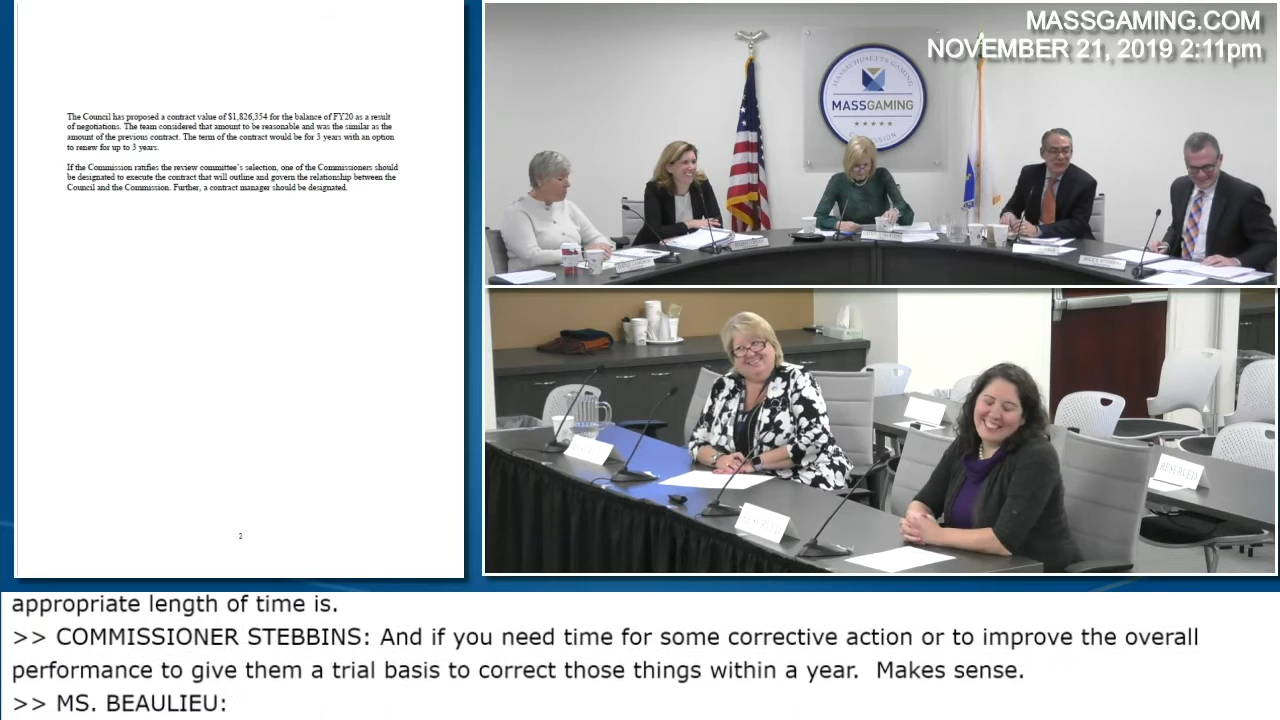 The Council has proposed a contract value of $1,826,354 for the balance of FY20 as a result
of negotiations. The team considered that amount to be reasonable and was the similar as the
amount of the previous contract. The term of the contract would be for 3 years with an option
to renew for up to 3 years.
If the Commission ratifies the review committee's selection, one of the Commissioners should
be designated to execute the contract that will outline and govern the relationship between the
Council and the Commission. Further, a contract manager should be designated.
2
MASSGAMING.COM
NOVEMBER 21, 2019 2:11pm
MASSACHUSETTS GAMING
MASSGAMING
COMMISSION
RESERVED
RESERVED
RESERVED
appropriate length of time is.
>> COMMISSIONER STEBBINS: And if you need time for some corrective action or to improve the overall
performance to give them a trial basis to correct those things within a year. Makes sense.
>> MS. BEAULIEU: